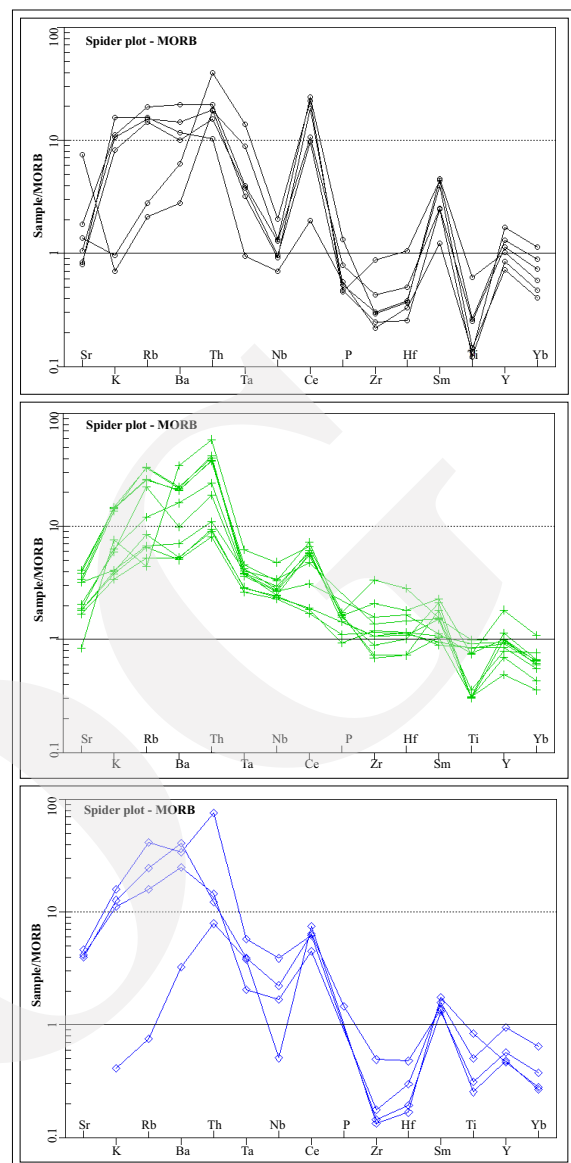 Spider plot - MORB
100
10
1
0.1
Sample/MORB
Sr Rb Th Nb P Hf Ti Yb
K Ba Ta Ce Zr Sm Y
Spider plot - MORB
100
10
1
0.1
Sample/MORB
Sr Rb Th Nb P Hf Ti Yb
K Ba Ta Ce Zr Sm Y
Spider plot - MORB
100
10
1
0.1
Sample/MORB
Sr Rb Th Nb P Hf Ti Yb
K Ba Ta Ce Zr Sm Y